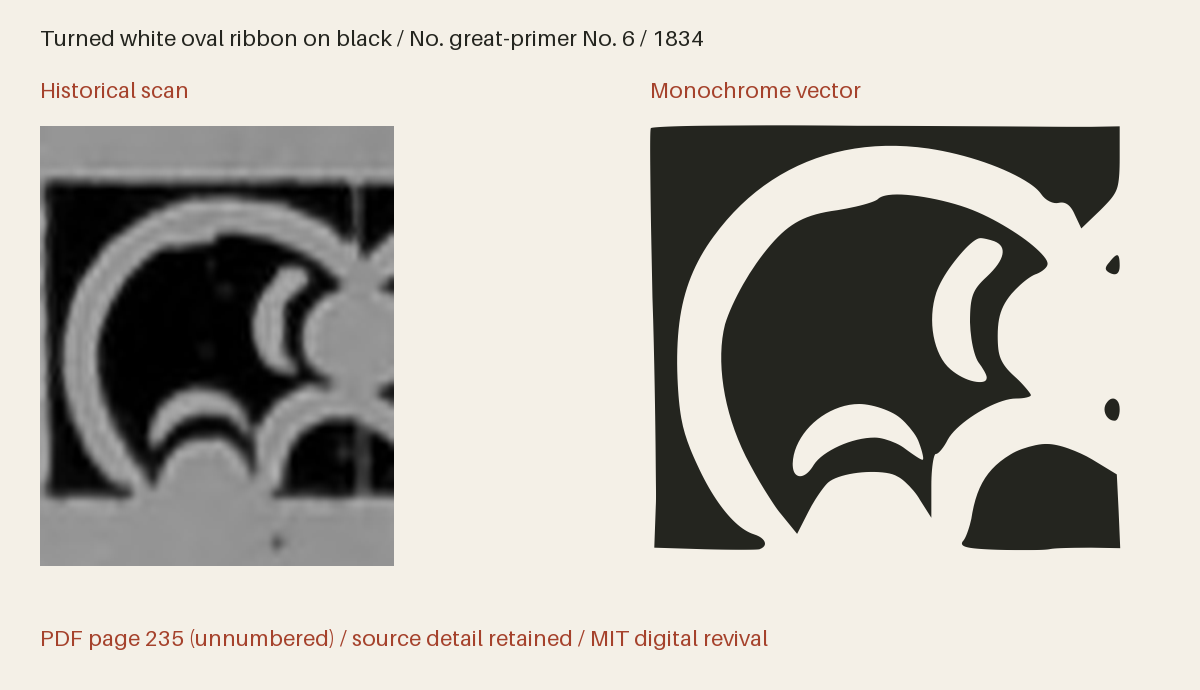 Turned white oval ribbon on black / No. great-primer No. 6 / 1834
Historical scan
Monochrome vector
PDF page 235 (unnumbered) / source detail retained / MIT digital revival